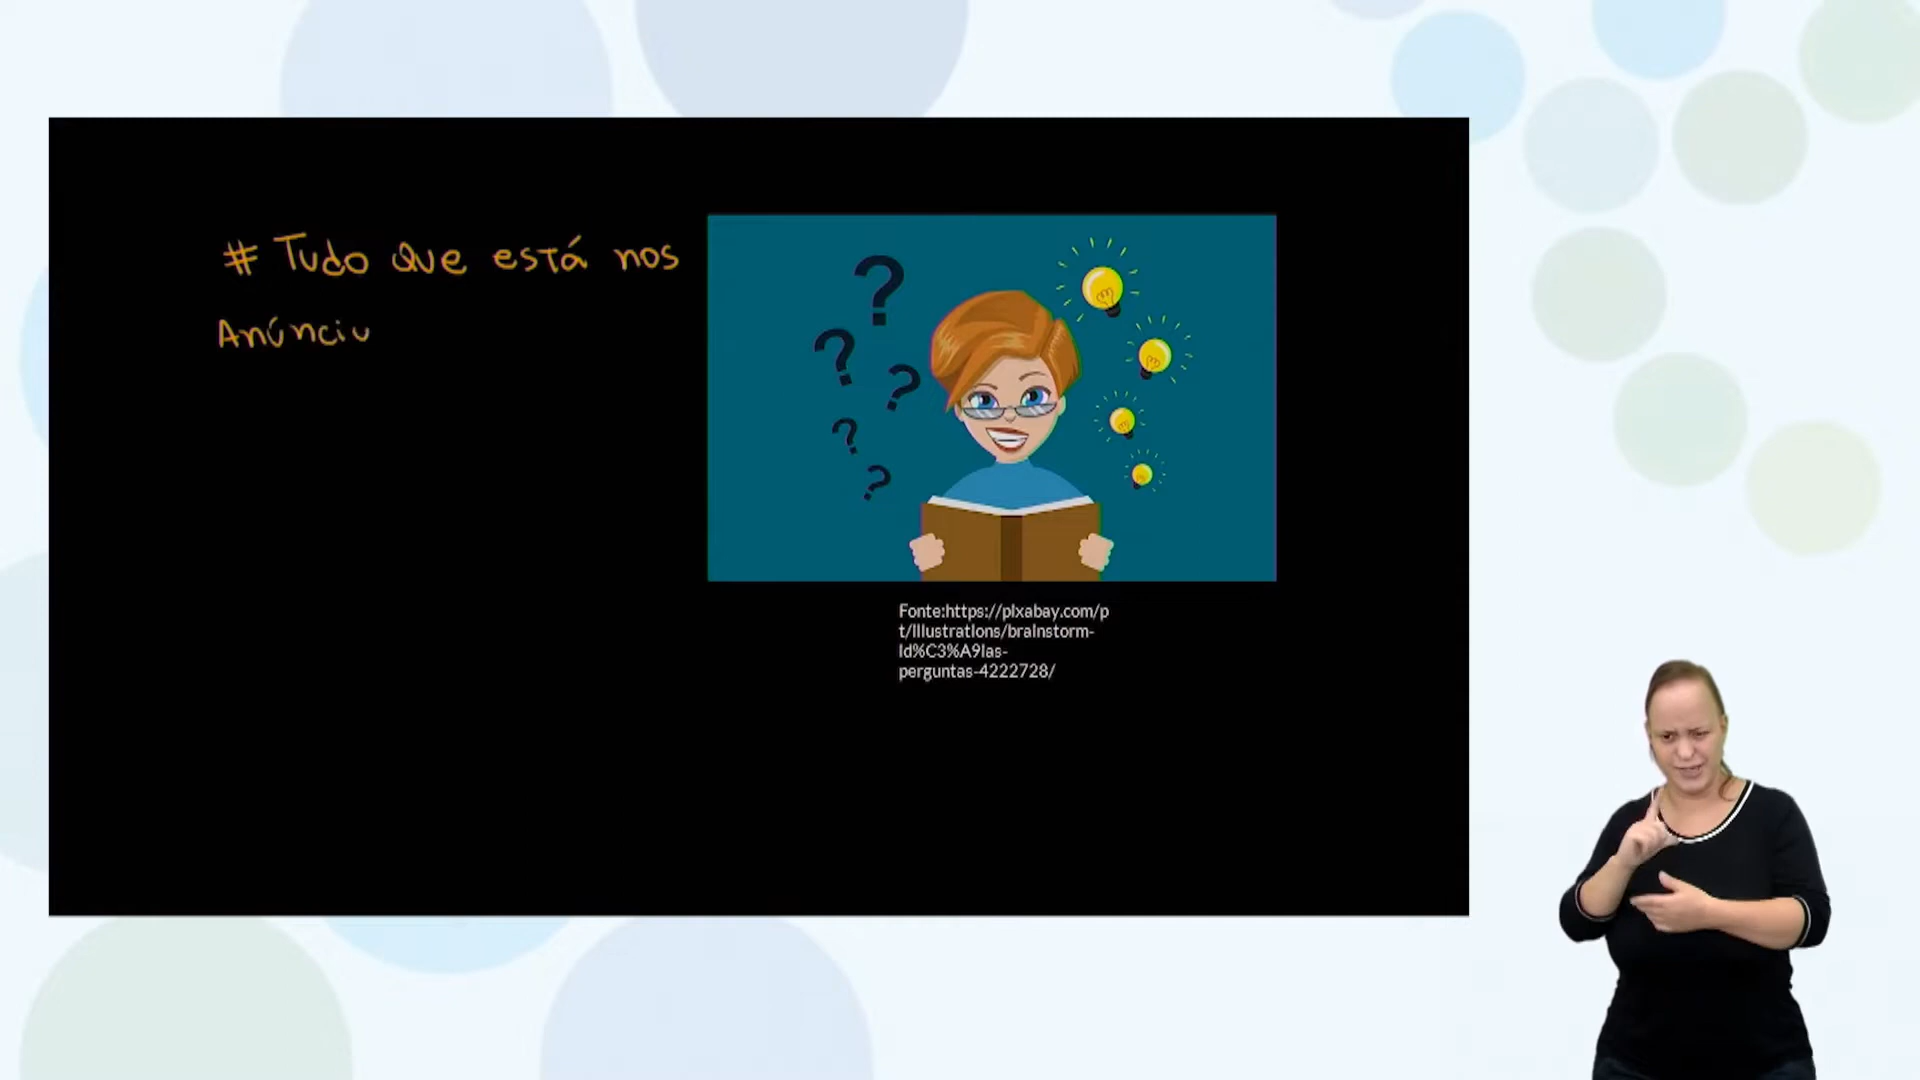 # Tudo que está nos
Anúnciu
? ? ? ? ?
Fonte:https://pixabay.com/p
t/illustrations/brainstorm-
id%C3%A9ias-
perguntas-4222728/